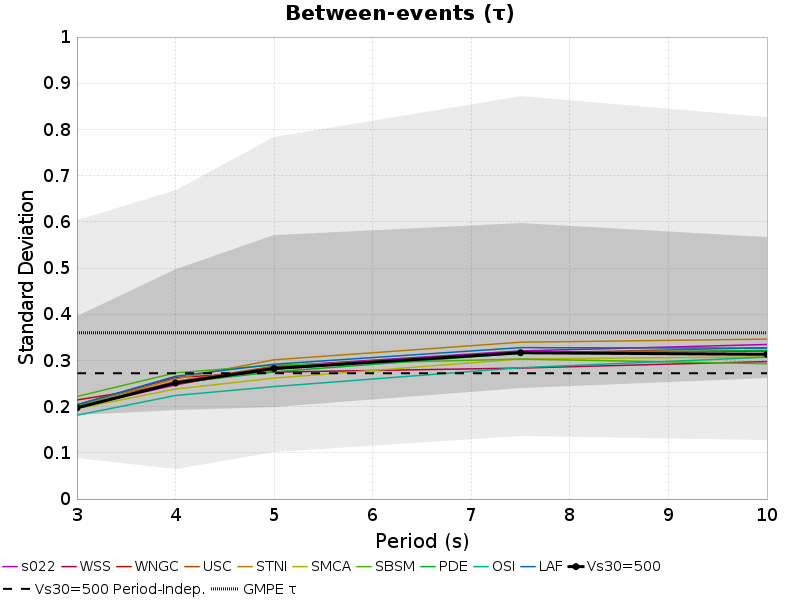 Between-events (τ)
1
0.9
0.8
0.7
0.6
0.5
0.4
0.3
0.2
0.1
0
Standard Deviation
3 4 5 6 7 8 9 10
Period (s)
s022 WSS WNGC USC STNI SMCA SBSM PDE OSI LAF Vs30=500
Vs30=500 Period-Indep. GMPE τ